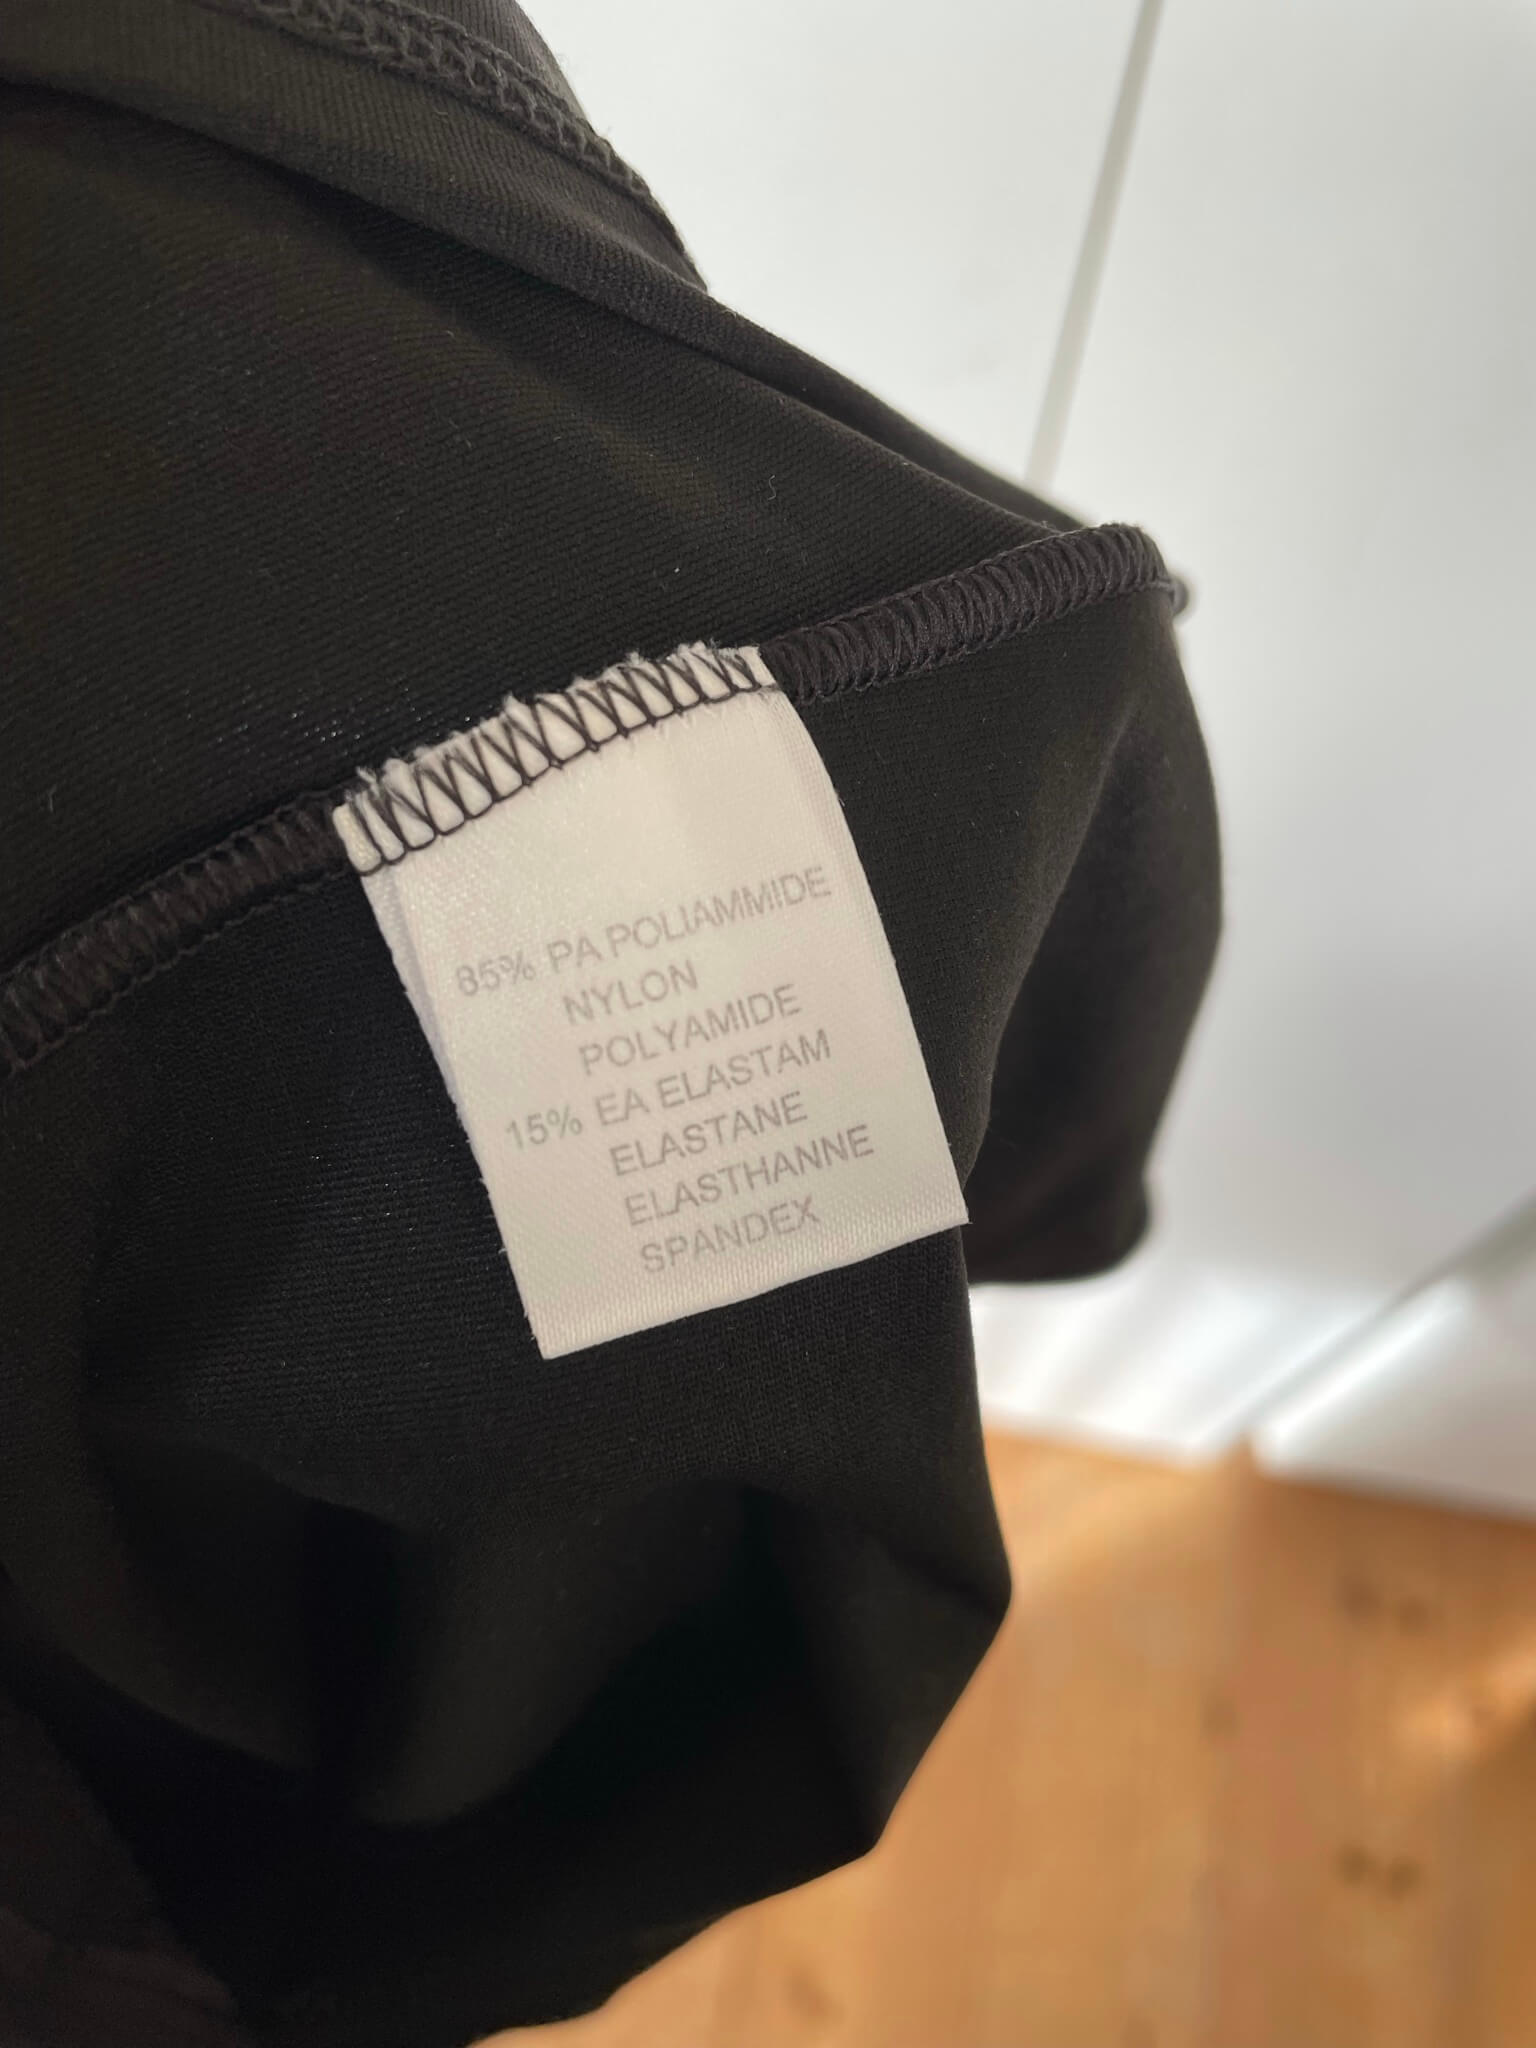 85% PA POLIAMMIDE
NYLON
POLYAMIDE
15% EA ELASTAM
ELASTANE
ELASTHANNE
SPANDEX